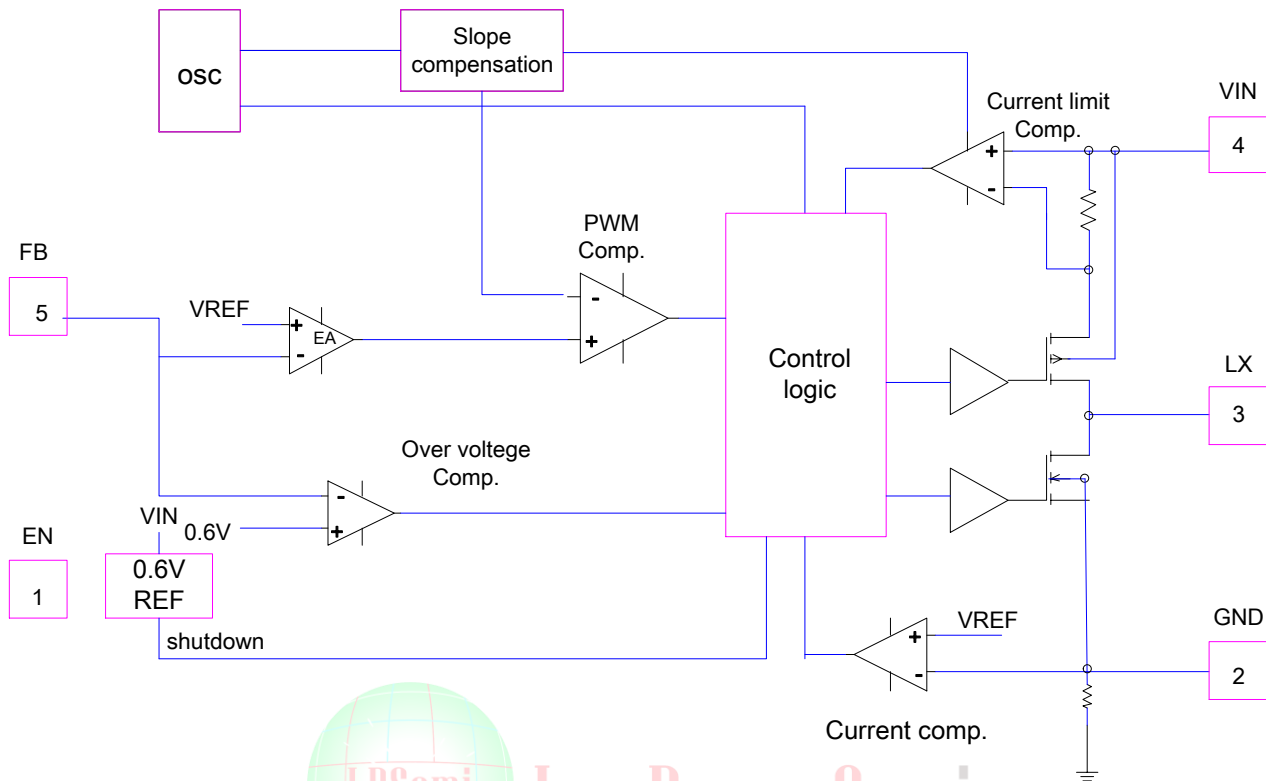 OSC
Slope
compensation
Current limit
Comp.
VIN
4
+
-
PWM
Comp.
-
+
FB
5
VREF
+
-
EA
Control
logic
LX
3
Over voltege
Comp.
-
+
VIN
0.6V
EN
1
0.6V
REF
shutdown
VREF
+
-
GND
2
Current comp.
LPSemi